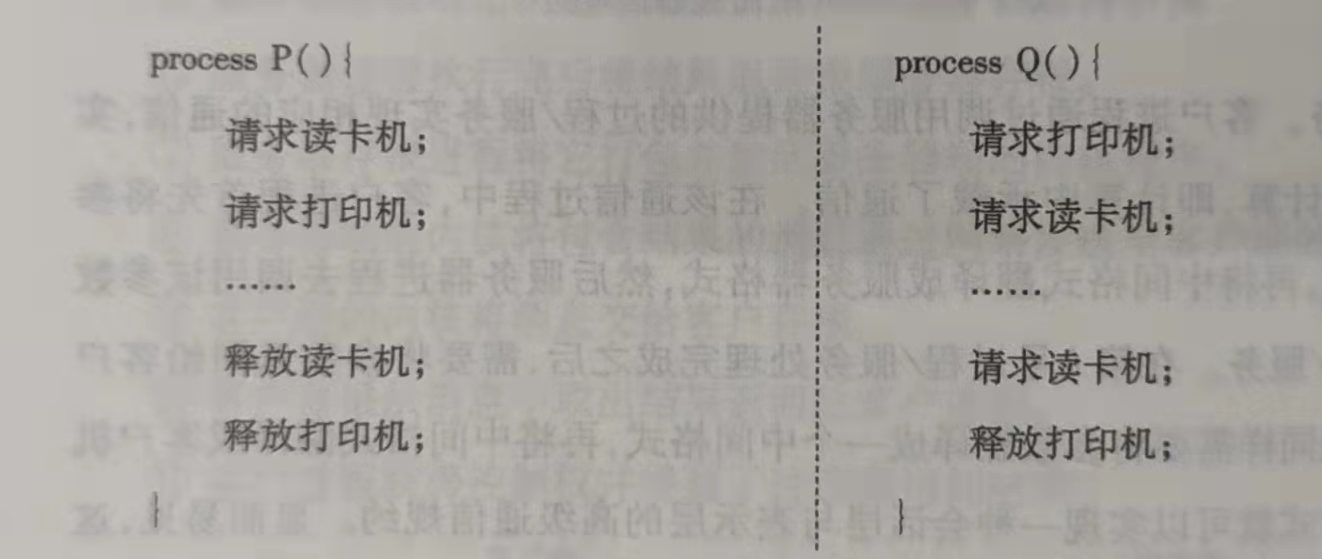 process P(){
请求读卡机;
请求打印机;
……
释放读卡机;
释放打印机;
}
process Q(){
请求打印机;
请求读卡机;
……
请求读卡机;
释放打印机;
}